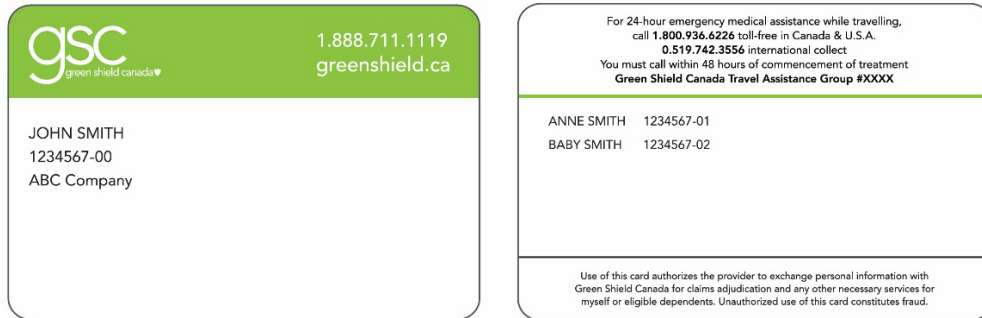 gsc
green shield canada
1.888.711.1119
greenshield.ca
JOHN SMITH
1234567-00
ABC Company
For 24-hour emergency medical assistance while travelling,
call 1.800.936.6226 toll-free in Canada & U.S.A.
0.519.742.3556 international collect
You must call within 48 hours of commencement of treatment
Green Shield Canada Travel Assistance Group #XXXX
ANNE SMITH 1234567-01
BABY SMITH 1234567-02
Use of this card authorizes the provider to exchange personal information with
Green Shield Canada for claims adjudication and any other necessary services for
myself or eligible dependents. Unauthorized use of this card constitutes fraud.